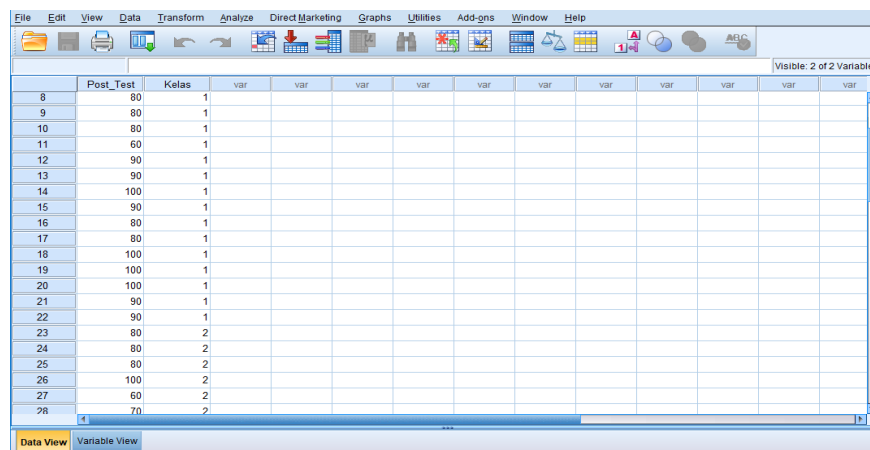 File Edit View Data Transform Analyze Direct Marketing Graphs Utilities Add-ons Window Help
A
14 ABC
Visible: 2 of 2 Variable
Post_Test Kelas var var var var var var var var var var
8 80 1
9 80 1
10 80 1
11 60 1
12 90 1
13 90 1
14 100 1
15 90 1
16 80 1
17 80 1
18 100 1
19 100 1
20 100 1
21 90 1
22 90 1
23 80 2
24 80 2
25 80 2
26 100 2
27 60 2
28 70 2
Data View Variable View